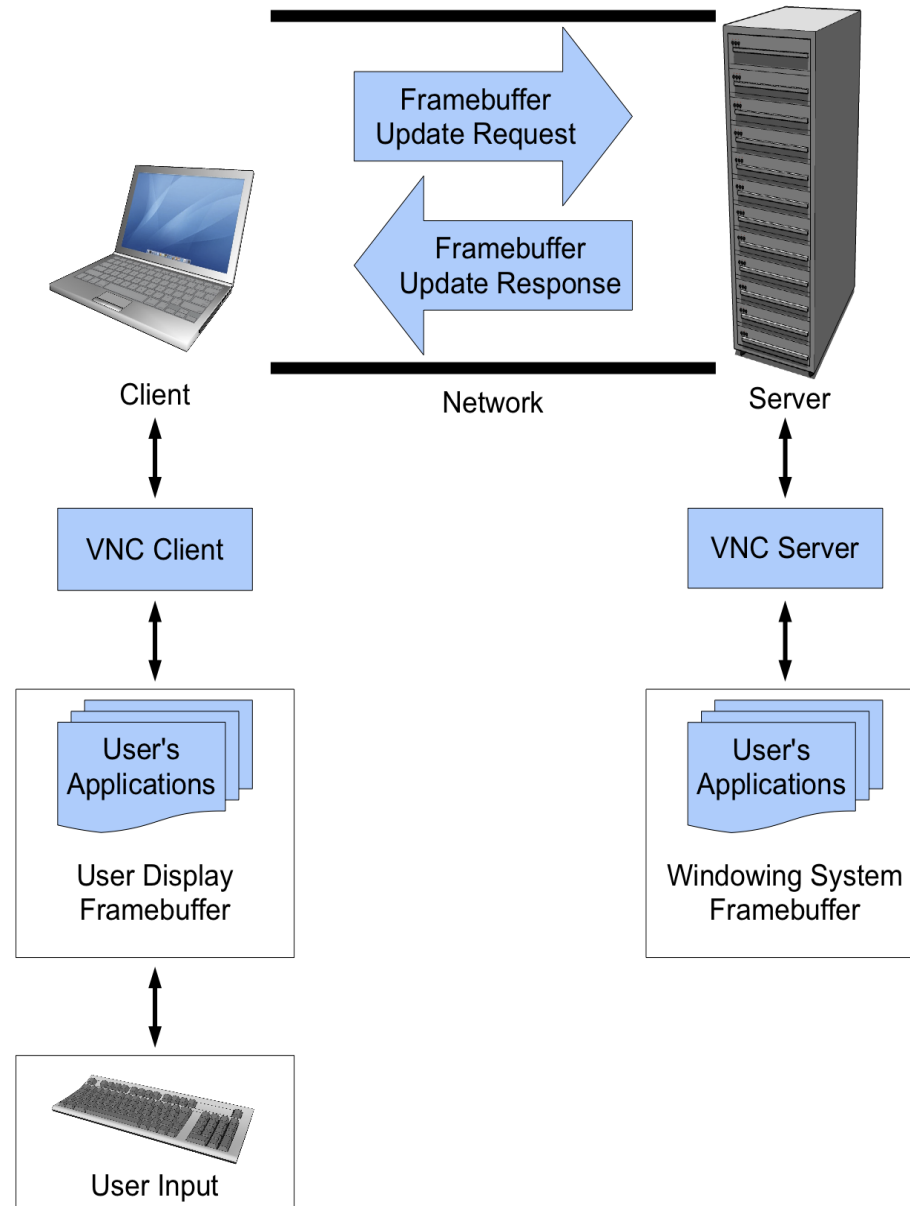 Framebuffer
Update Request
Framebuffer
Update Response
Client
Network
Server
VNC Client
VNC Server
User's
Applications
User Display
Framebuffer
User's
Applications
Windowing System
Framebuffer
User Input